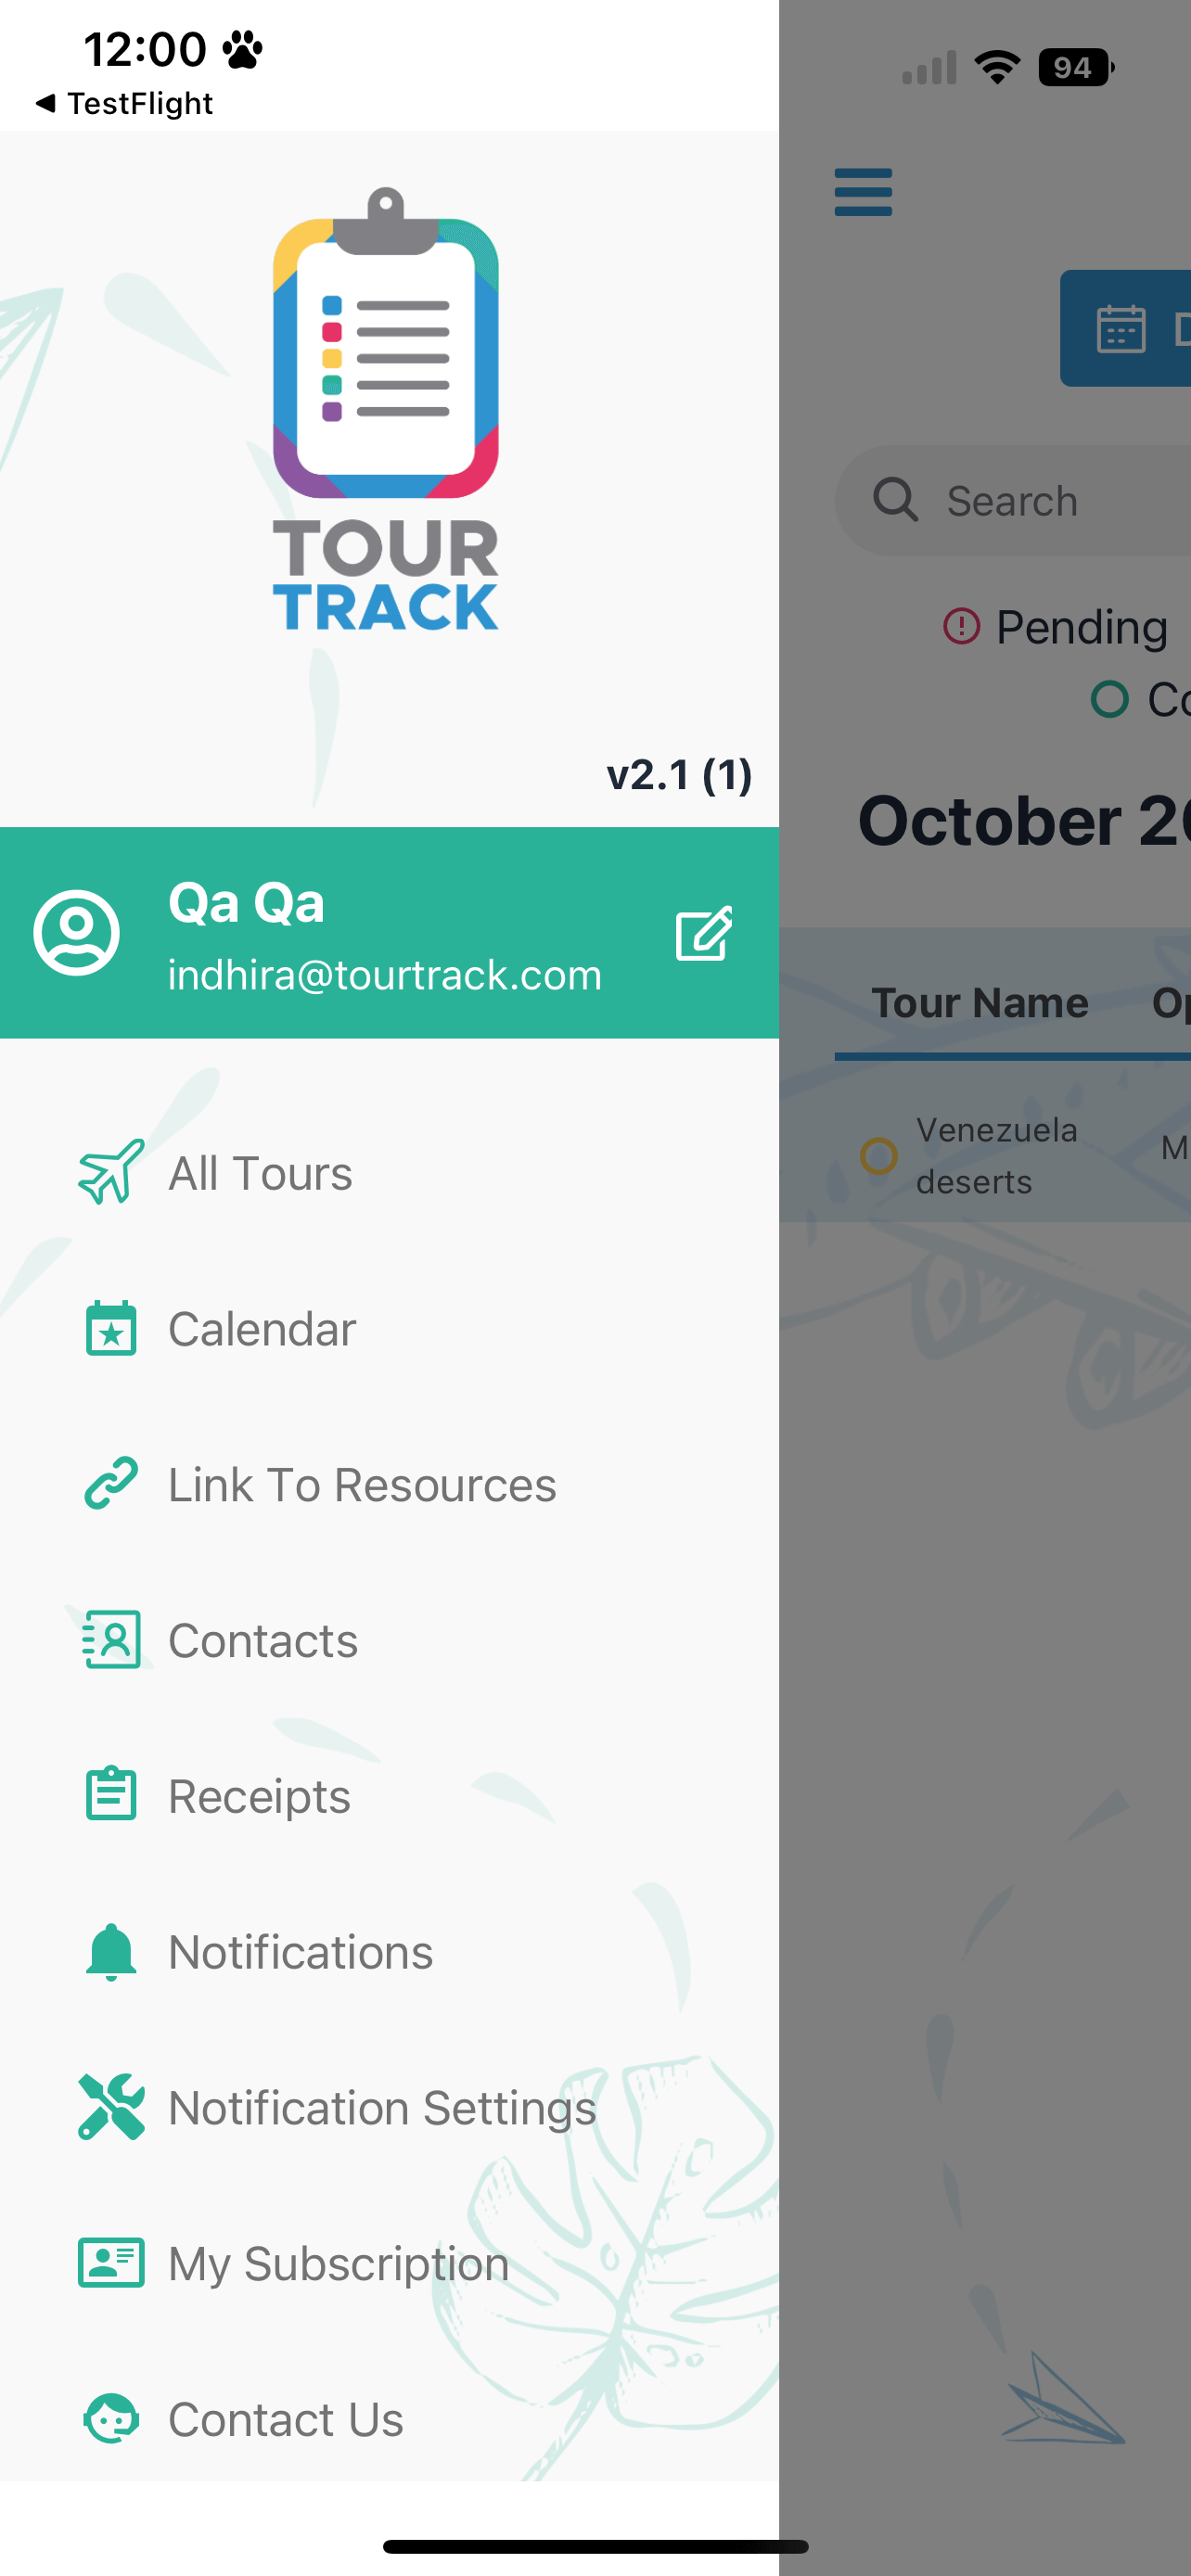 12:00
94
◀ TestFlight
TOUR
TRACK
v2.1 (1)
Qa Qa
indhira@tourtrack.com
All Tours
Calendar
Link To Resources
Contacts
Receipts
Notifications
Notification Settings
My Subscription
Contact Us
D
Search
Pending
Co
October 20
Tour Name
Op
Venezuela
deserts
M